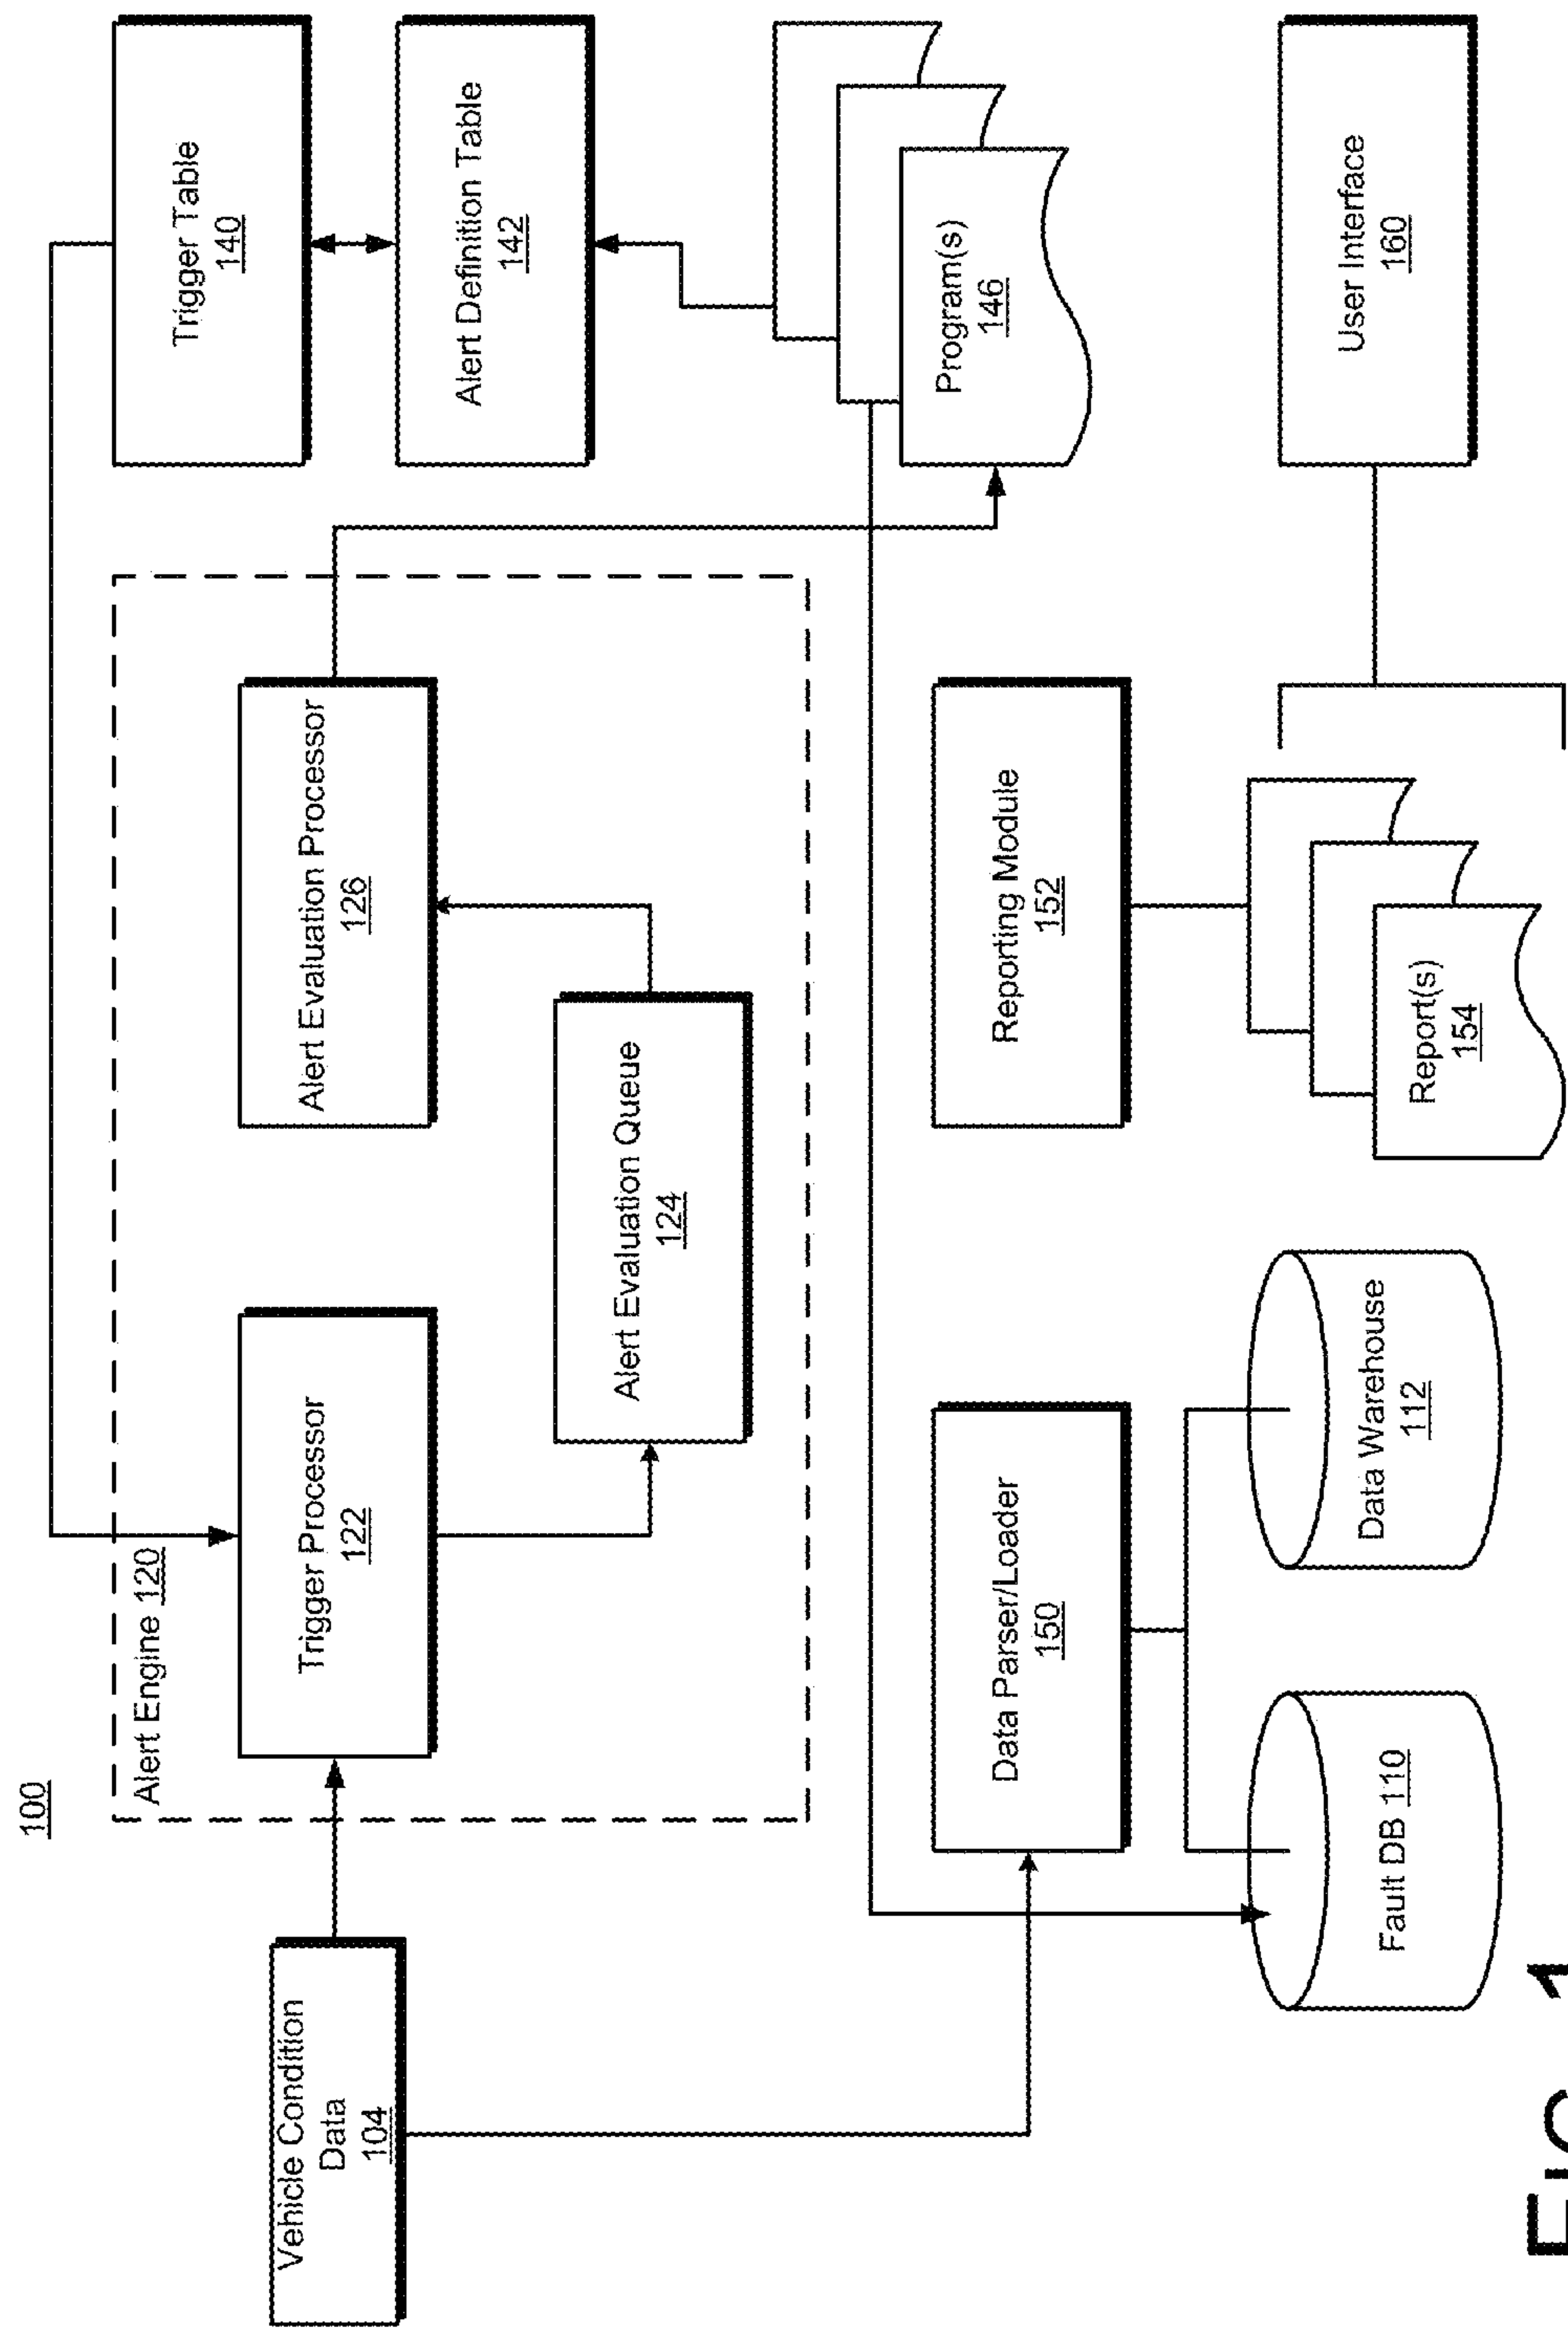 100
Alert Engine 120
Vehicle Condition
Data
104
Trigger Processor
122
Alert Evaluation Queue
124
Alert Evaluation Processor
126
Trigger Table
140
Alert Definition Table
142
Program(s)
146
Data Parser/Loader
150
Reporting Module
152
Fault DB 110
Data Warehouse
112
Report(s)
154
User Interface
160
FIG. 1